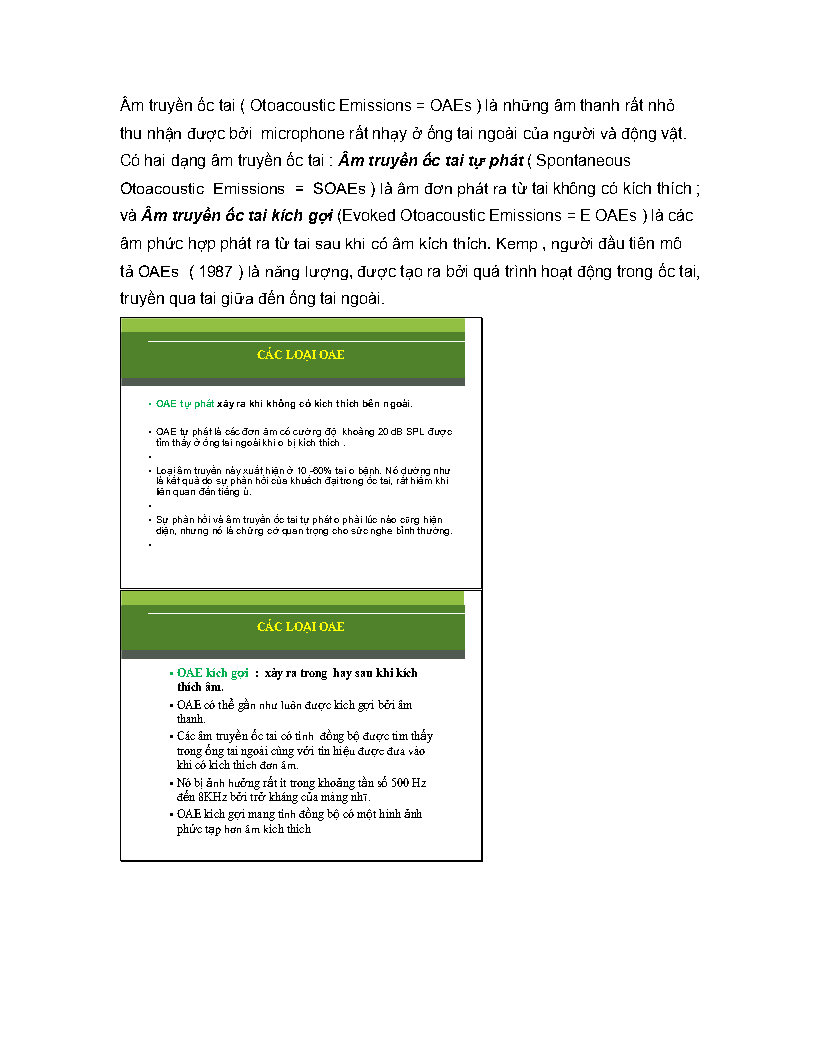 Âm truyền ốc tai ( Otoacoustic Emissions = OAEs ) là những âm thanh rất nhỏ
thu nhận được bởi  microphone rất nhạy ở ống tai ngoài của người và động vật.
Có hai dạng âm truyền ốc tai : Âm truyền ốc tai tự phát ( Spontaneous
Otoacoustic  Emissions  =  SOAEs ) là âm đơn phát ra từ tai không có kích thích ;
và Âm truyền ốc tai kích gợi (Evoked Otoacoustic Emissions = E OAEs ) là các
âm phức hợp phát ra từ tai sau khi có âm kích thích. Kemp , người đầu tiên mô
tả OAEs  ( 1987 ) là năng lượng, được tạo ra bởi quá trình hoạt động trong ốc tai,
truyền qua tai giữa đến ống tai ngoài.
CÁC LOẠI OAE
• OAE tự phát xảy ra khi không có kích thích bên ngoài.
• OAE tự phát là các đơn âm có cường độ  khoảng 20 dB SPL được
tìm thấy ở ống tai ngoài khi o bị kích thích .
•
• Loại âm truyền này xuất hiện ở 10 -60% tai o bệnh. Nó dường như
là kết quả do sự phản hồi của khuếch đại trong ốc tai, rất hiếm khi
liên quan đến tiếng ù.
•
• Sự phản hồi và âm truyền ốc tai tự phát o phải lúc nào cũng hiện
diện, nhưng nó là chứng cớ quan trọng cho sức nghe bình thường.
•
CÁC LOẠI OAE
• OAE kích gợi  :  xảy ra trong  hay sau khi kích
thích âm.
• OAE có thể gần như luôn được kích gợi bởi âm
thanh.
• Các âm truyền ốc tai có tính  đồng bộ được tìm thấy
trong ống tai ngoài cùng với tín hiệu được đưa vào
khi có kích thích đơn âm.
• Nó bị ảnh hưởng rất ít trong khoảng tần số 500 Hz
đến 8KHz bởi trở kháng của màng nhĩ.
• OAE kích gợi mang tính đồng bộ có một hình ảnh
phức tạp hơn âm kích thích